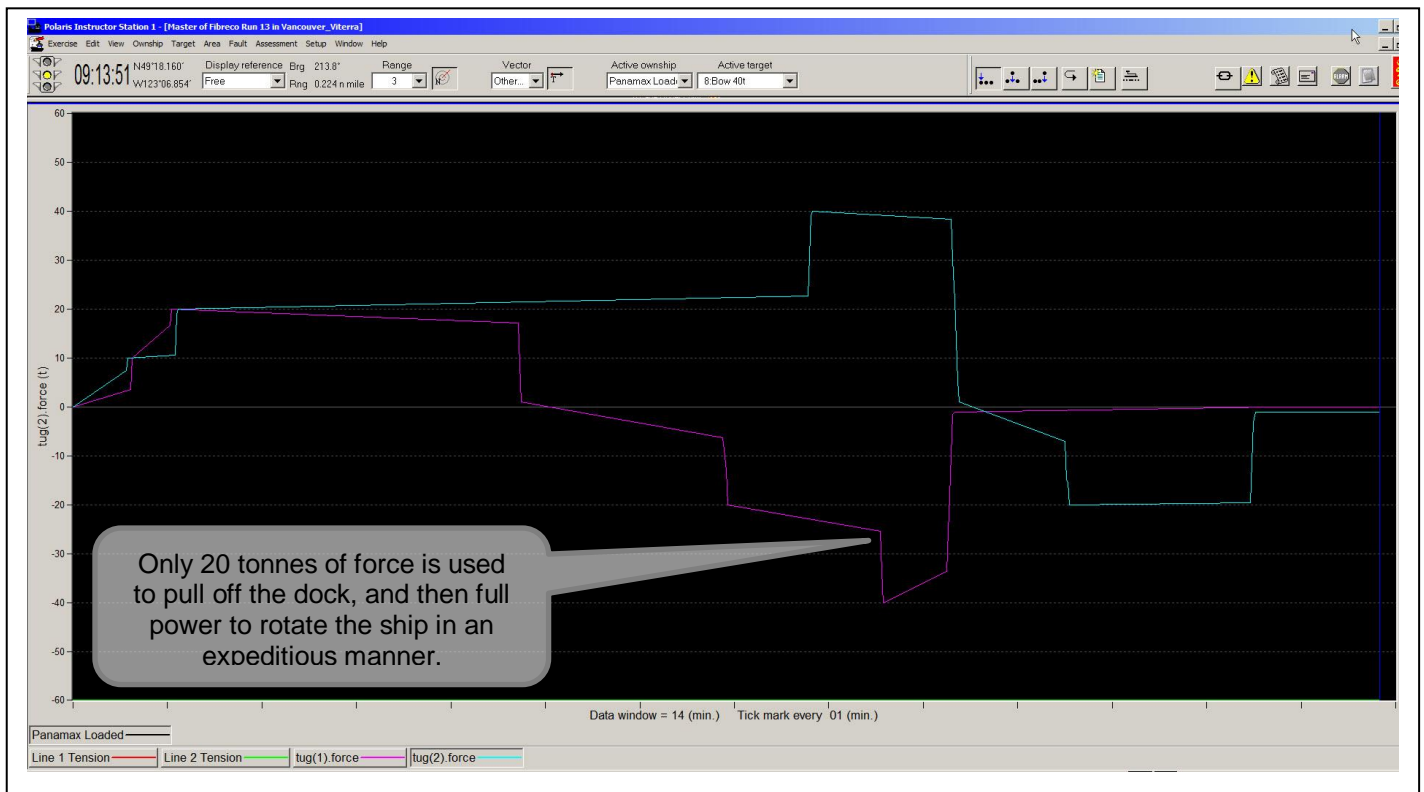 Polaris Instructor Station 1 - [Master of Fibreco Run 13 in Vancouver_Viterra]
Exercise Edit View Ownship Target Area Fault Assessment Setup Window Help
09:13:51 N49°18.160' W123°06.854'
Display reference Brg 213.8° Range Vector Active ownship Active target
Free Rng 0.224 n mile 3 Other... Panamax Load 8:Bow 40t
60
50
40
30
20
10
0
-10
-20
-30
-40
-50
-60
tug(2).force (t)
Only 20 tonnes of force is used
to pull off the dock, and then full
power to rotate the ship in an
expeditious manner.
Data window = 14 (min.) Tick mark every 01 (min.)
Panamax Loaded
Line 1 Tension Line 2 Tension tug(1).force tug(2).force